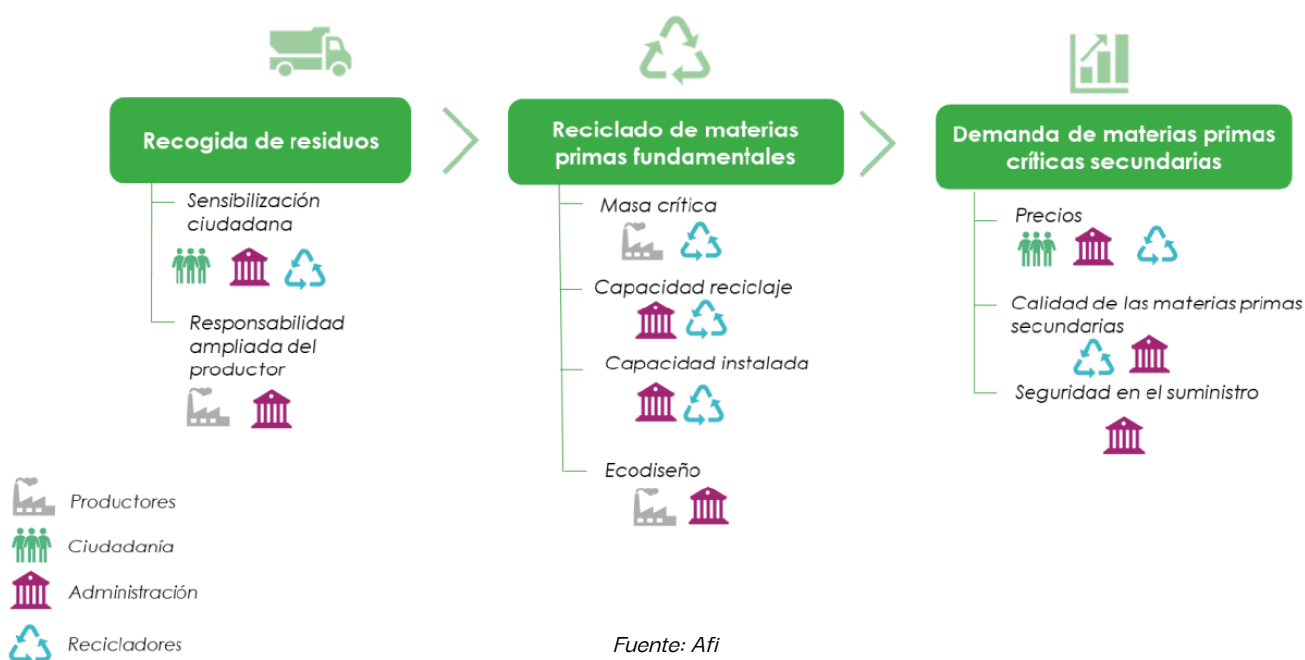 Recogida de residuos
Sensibilización
ciudadana
Responsabilidad
ampliada del
productor
Reciclado de materias
primas fundamentales
Masa crítica
Capacidad reciclaje
Capacidad instalada
Ecodiseño
Demanda de materias primas
críticas secundarias
Precios
Calidad de las materias primas
secundarias
Seguridad en el suministro
Productores
Ciudadanía
Administración
Recicladores
Fuente: Afi